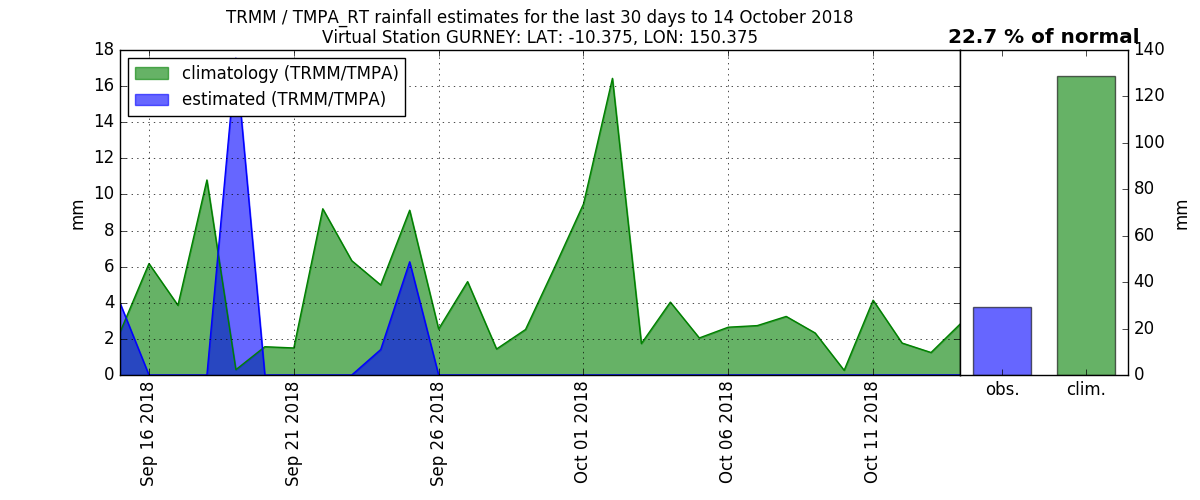 TRMM / TMPA_RT rainfall estimates for the last 30 days to 14 October 2018
Virtual Station GURNEY: LAT: -10.375, LON: 150.375
22.7 % of normal
climatology (TRMM/TMPA)
estimated (TRMM/TMPA)
18
16
14
12
10
8
6
4
2
0
mm
Sep 16 2018
Sep 21 2018
Sep 26 2018
Oct 01 2018
Oct 06 2018
Oct 11 2018
140
120
100
80
60
40
20
0
mm
obs.
clim.